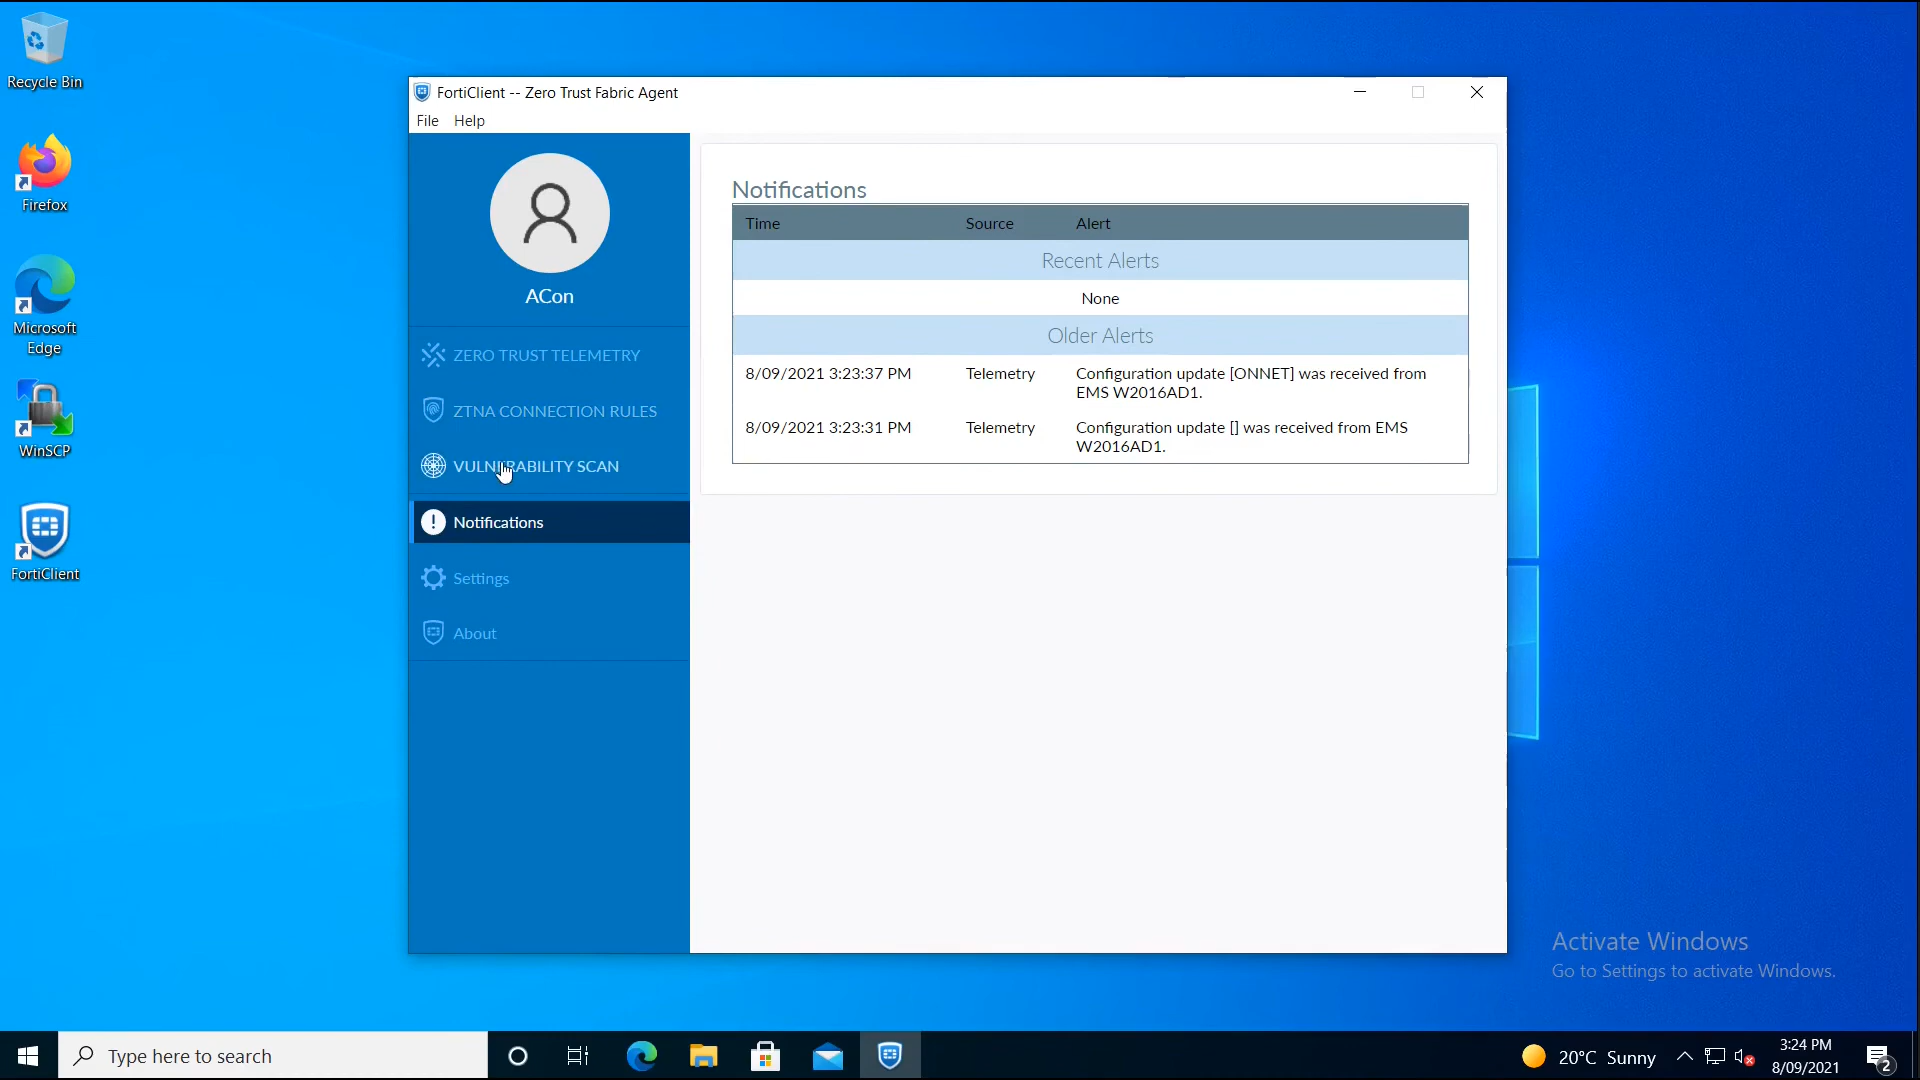 Recycle Bin
Firefox
Microsoft
Edge
WinSCP
FortiClient
FortiClient -- Zero Trust Fabric Agent
File Help
ACon
ZERO TRUST TELEMETRY
ZTNA CONNECTION RULES
VULNERABILITY SCAN
Notifications
Settings
About
Notifications
Time Source Alert
Recent Alerts
None
Older Alerts
8/09/2021 3:23:37 PM Telemetry Configuration update [ONNET] was received from
EMS W2016AD1.
8/09/2021 3:23:31 PM Telemetry Configuration update [] was received from EMS
W2016AD1.
Activate Windows
Go to Settings to activate Windows.
Type here to search
20°C Sunny
3:24 PM
8/09/2021
2